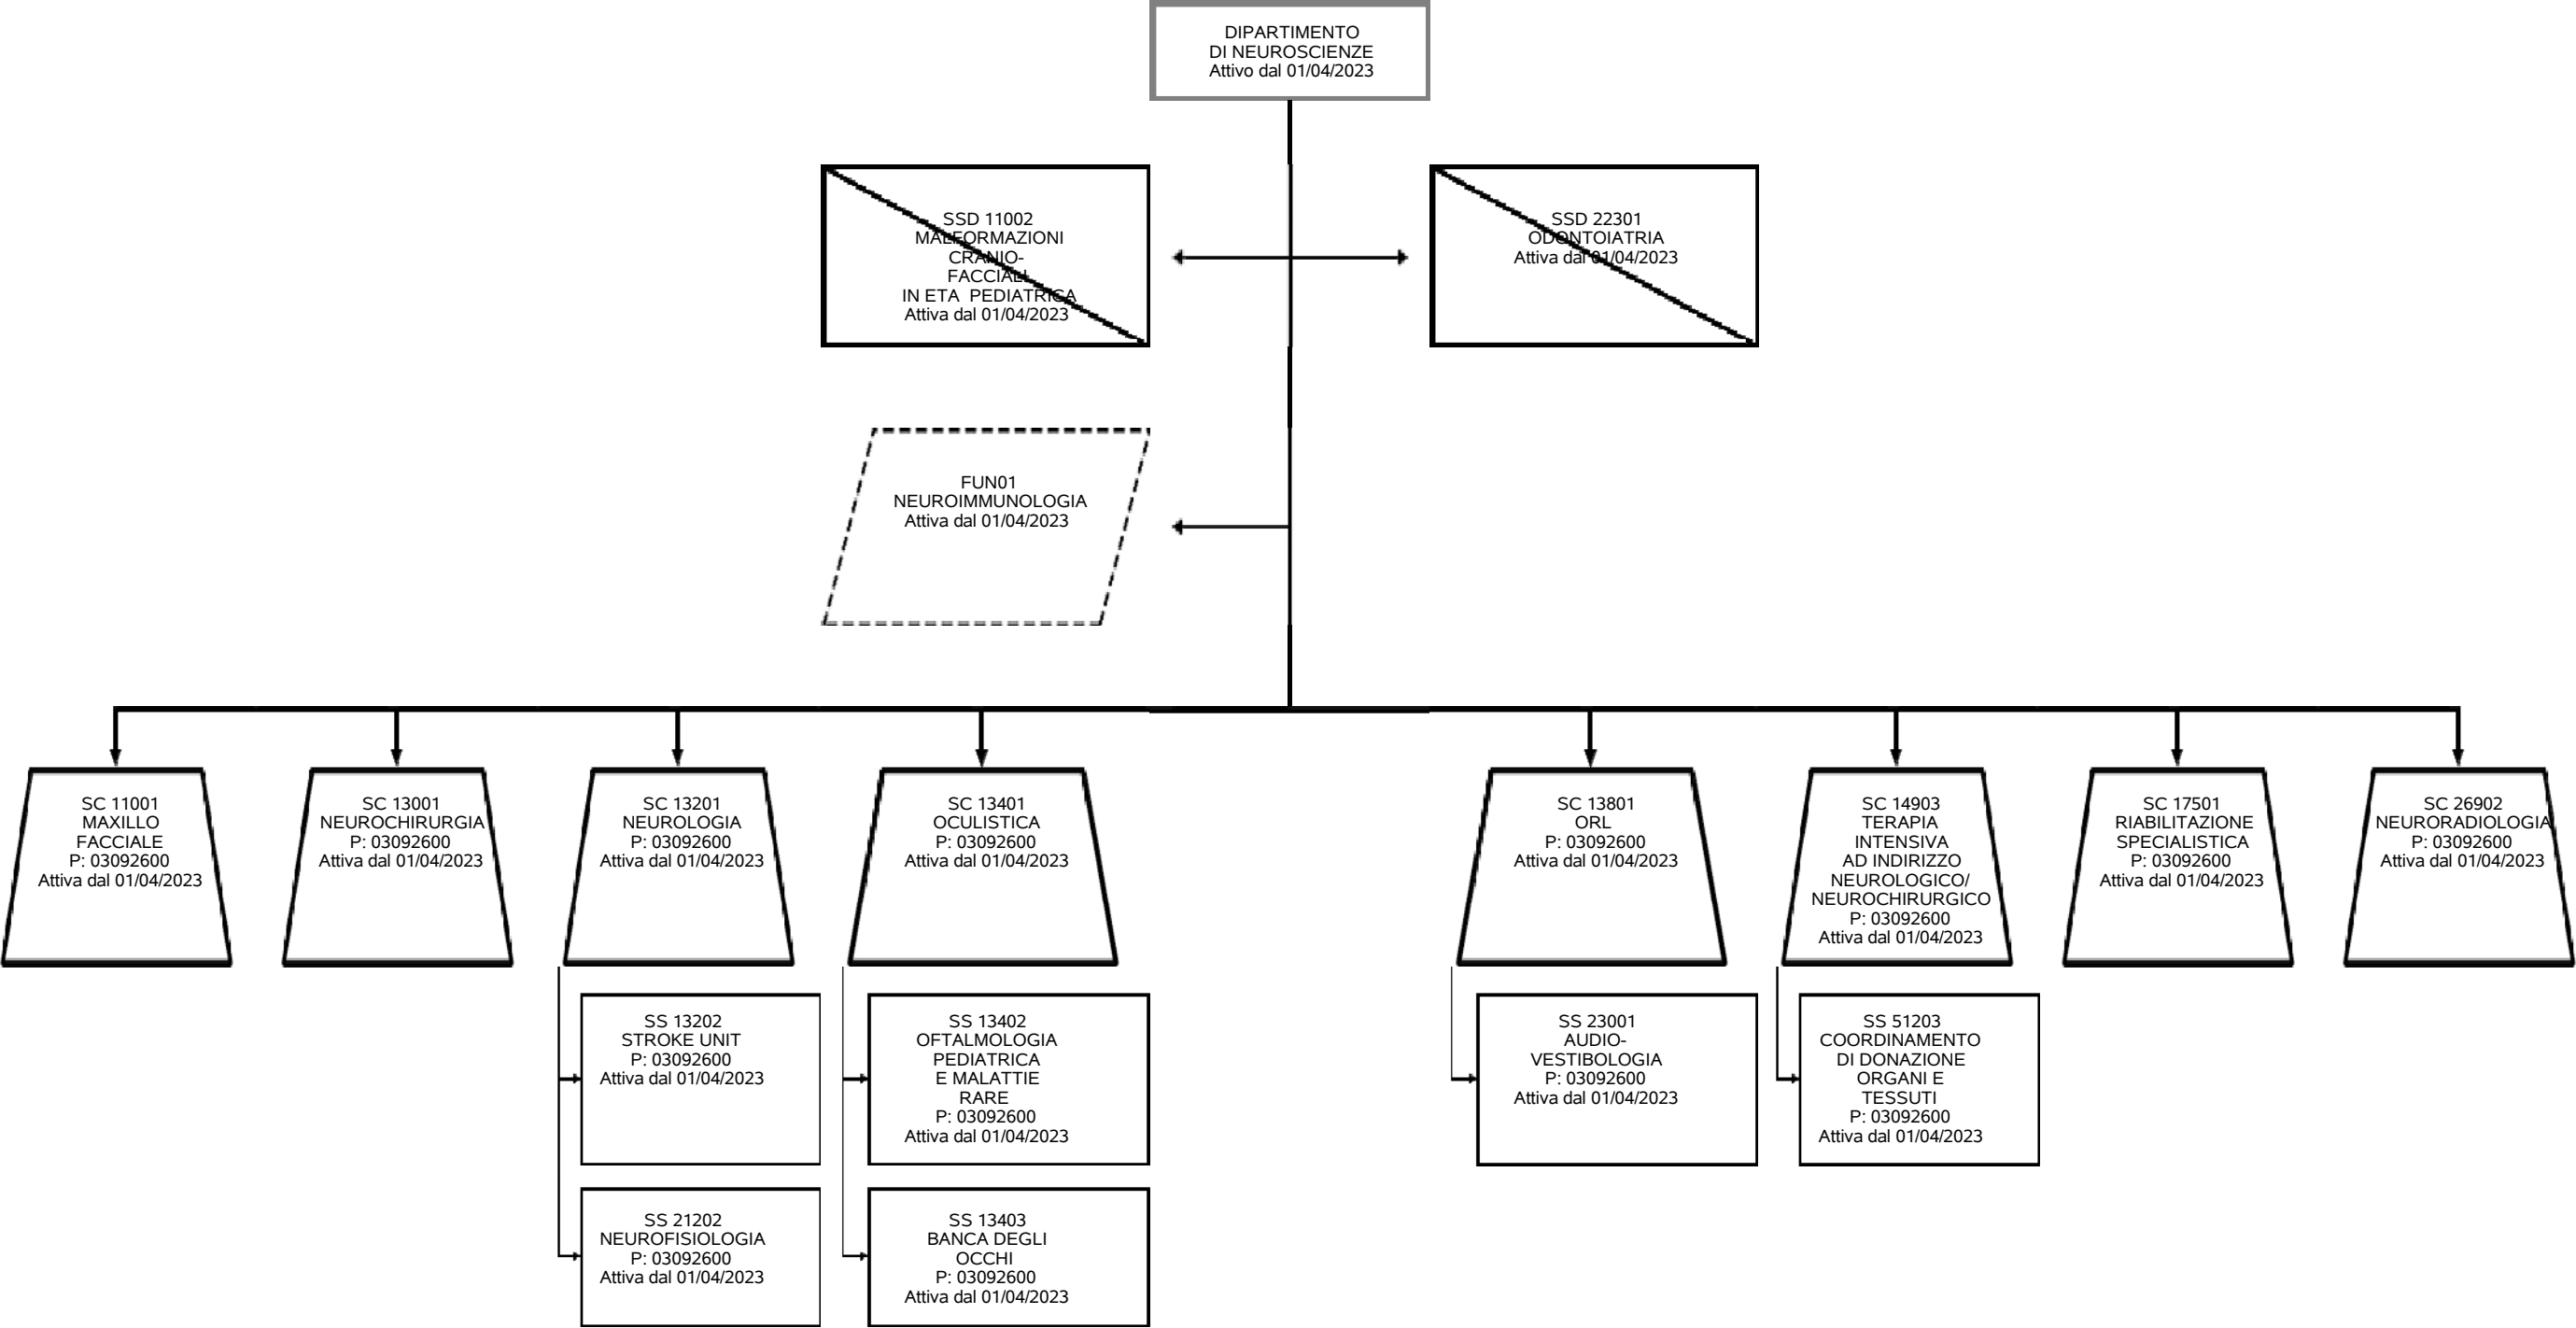 DIPARTIMENTO
DI NEUROSCIENZE
Attivo dal 01/04/2023
SSD 11002
MALFORMAZIONI
CRANIO-
FACCIALI
IN ETA  PEDIATRICA
Attiva dal 01/04/2023
SSD 22301
ODONTOIATRIA
Attiva dal 01/04/2023
FUN01
NEUROIMMUNOLOGIA
Attiva dal 01/04/2023
SC 11001
MAXILLO
FACCIALE
P: 03092600
Attiva dal 01/04/2023
SC 13001
NEUROCHIRURGIA
P: 03092600
Attiva dal 01/04/2023
SC 13201
NEUROLOGIA
P: 03092600
Attiva dal 01/04/2023
SC 13401
OCULISTICA
P: 03092600
Attiva dal 01/04/2023
SC 13801
ORL
P: 03092600
Attiva dal 01/04/2023
SC 14903
TERAPIA
INTENSIVA
AD INDIRIZZO
NEUROLOGICO/
NEUROCHIRURGICO
P: 03092600
Attiva dal 01/04/2023
SC 17501
RIABILITAZIONE
SPECIALISTICA
P: 03092600
Attiva dal 01/04/2023
SC 26902
NEURORADIOLOGIA
P: 03092600
Attiva dal 01/04/2023
SS 13202
STROKE UNIT
P: 03092600
Attiva dal 01/04/2023
SS 13402
OFTALMOLOGIA
PEDIATRICA
E MALATTIE
RARE
P: 03092600
Attiva dal 01/04/2023
SS 23001
AUDIO-
VESTIBOLOGIA
P: 03092600
Attiva dal 01/04/2023
SS 51203
COORDINAMENTO
DI DONAZIONE
ORGANI E
TESSUTI
P: 03092600
Attiva dal 01/04/2023
SS 21202
NEUROFISIOLOGIA
P: 03092600
Attiva dal 01/04/2023
SS 13403
BANCA DEGLI
OCCHI
P: 03092600
Attiva dal 01/04/2023